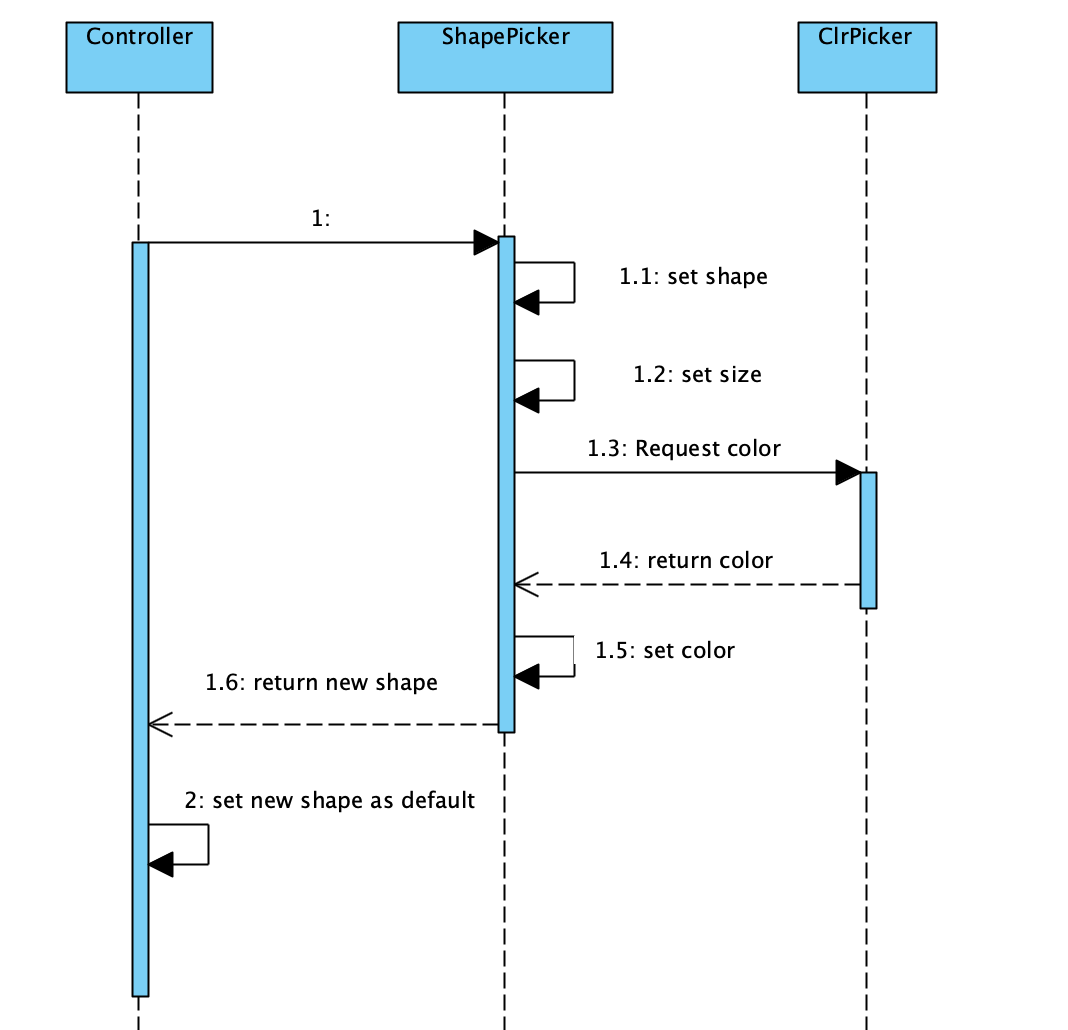 Controller
ShapePicker
ClrPicker
1:
1.1: set shape
1.2: set size
1.3: Request color
1.4: return color
1.5: set color
1.6: return new shape
2: set new shape as default